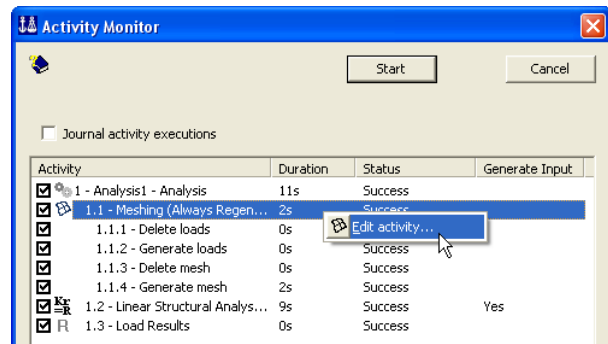 Activity Monitor
Start Cancel
Journal activity executions
Activity Duration Status Generate Input
1 - Analysis1 - Analysis 11s Success
1.1 - Meshing (Always Regen... 2s Success
1.1.1 - Delete loads 0s
Edit activity...
1.1.2 - Generate loads 0s Success
1.1.3 - Delete mesh 0s Success
1.1.4 - Generate mesh 2s Success
Kr=R 1.2 - Linear Structural Analys... 9s Success Yes
R 1.3 - Load Results 0s Success